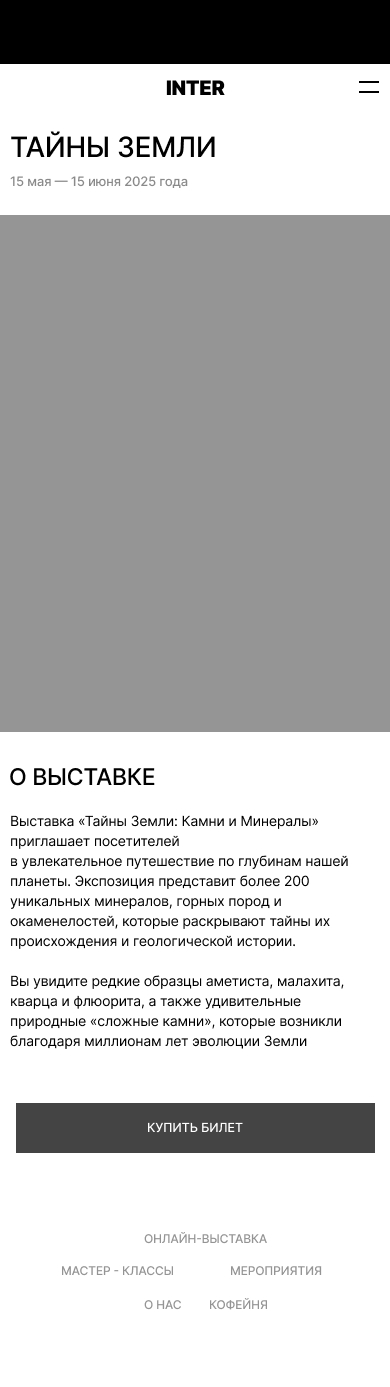 INTER
ТАЙНЫ ЗЕМЛИ
15 мая — 15 июня 2025 года
О ВЫСТАВКЕ
Выставка «Тайны Земли: Камни и Минералы»
приглашает посетителей
в увлекательное путешествие по глубинам нашей
планеты. Экспозиция представит более 200
уникальных минералов, горных пород и
окаменелостей, которые раскрывают тайны их
происхождения и геологической истории.
Вы увидите редкие образцы аметиста, малахита,
кварца и флюорита, а также удивительные
природные «сложные камни», которые возникли
благодаря миллионам лет эволюции Земли
КУПИТЬ БИЛЕТ
ОНЛАЙН-ВЫСТАВКА
МАСТЕР - КЛАССЫ МЕРОПРИЯТИЯ
О НАС КОФЕЙНЯ